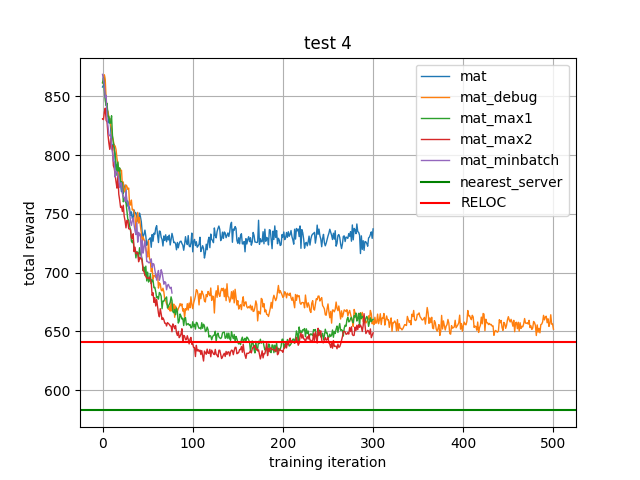 test 4
total reward
850
800
750
700
650
600
0
100
200
300
400
500
training iteration
mat
mat_debug
mat_max1
mat_max2
mat_minbatch
nearest_server
RELOC